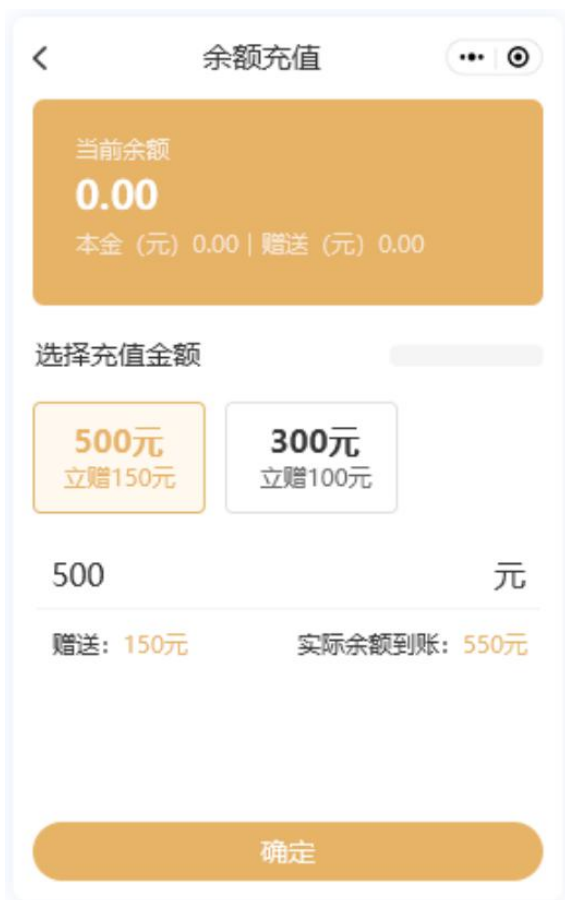 余额充值
当前余额
0.00
本金（元）0.00 | 赠送（元）0.00
选择充值金额
500元
立赠150元
300元
立赠100元
500 元
赠送：150元 实际余额到账：550元
确定